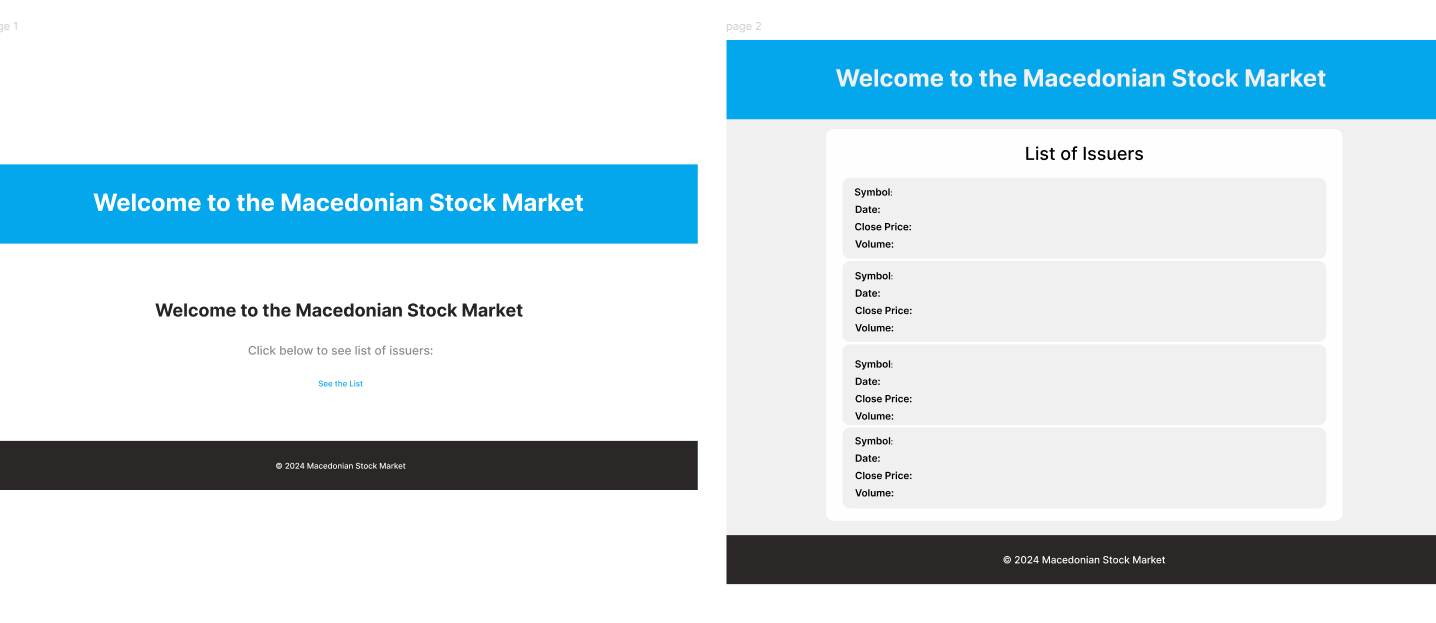 ge 1
Welcome to the Macedonian Stock Market
Welcome to the Macedonian Stock Market
Click below to see list of issuers:
See the List
© 2024 Macedonian Stock Market
page 2
Welcome to the Macedonian Stock Market
List of Issuers
Symbol:
Date:
Close Price:
Volume:
Symbol:
Date:
Close Price:
Volume:
Symbol:
Date:
Close Price:
Volume:
Symbol:
Date:
Close Price:
Volume:
© 2024 Macedonian Stock Market